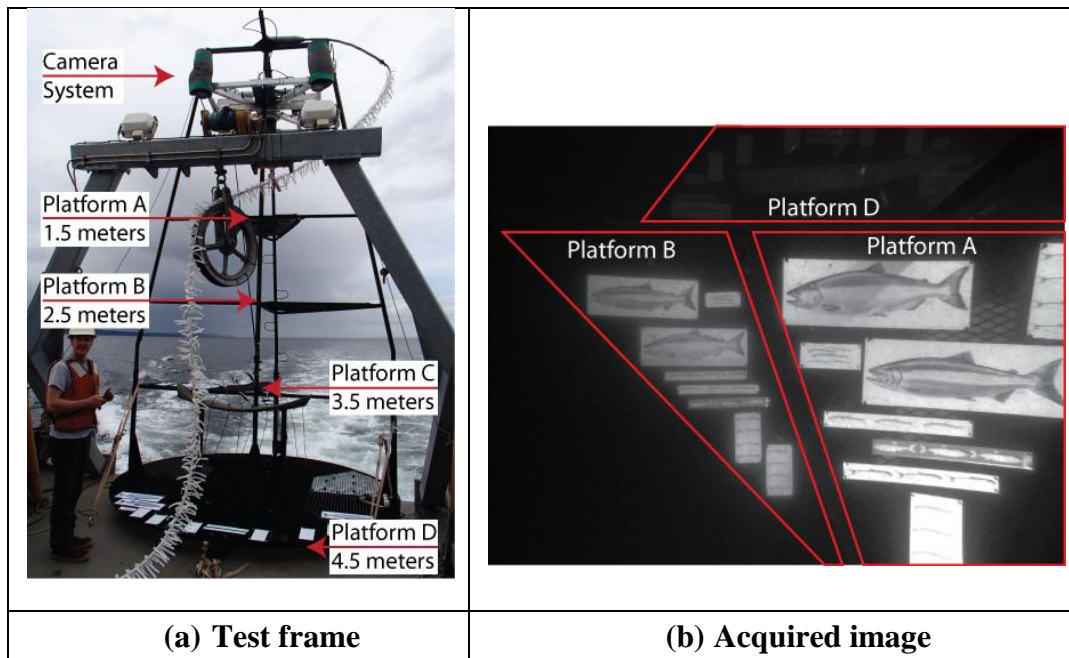 Camera
System
Platform A
1.5 meters
Platform B
2.5 meters
Platform C
3.5 meters
Platform D
4.5 meters
Platform D
Platform B
Platform A
(a) Test frame
(b) Acquired image